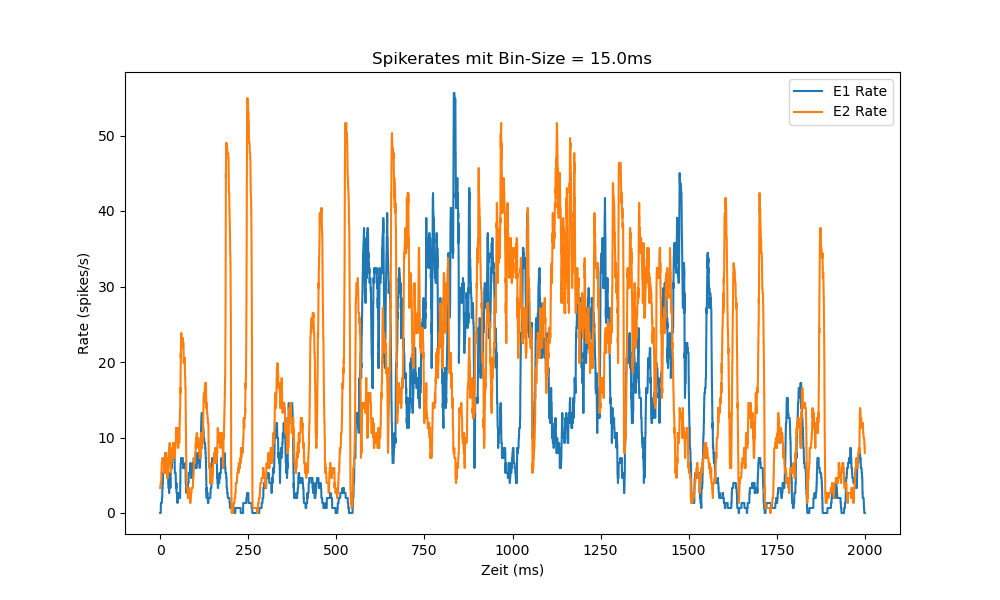 Spikerates mit Bin-Size = 15.0ms
E1 Rate
E2 Rate
Rate (spikes/s)
50
40
30
20
10
0
0 250 500 750 1000 1250 1500 1750 2000
Zeit (ms)